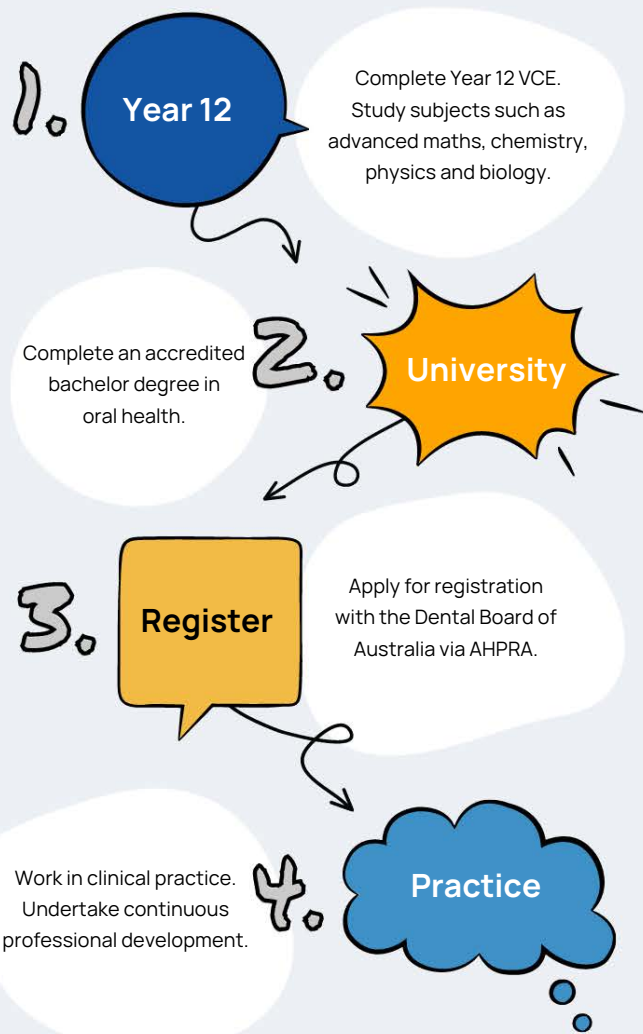 1.
Year 12
Complete Year 12 VCE.
Study subjects such as
advanced maths, chemistry,
physics and biology.
2.
University
Complete an accredited
bachelor degree in
oral health.
3.
Register
Apply for registration
with the Dental Board of
Australia via AHPRA.
4.
Practice
Work in clinical practice.
Undertake continuous
professional development.